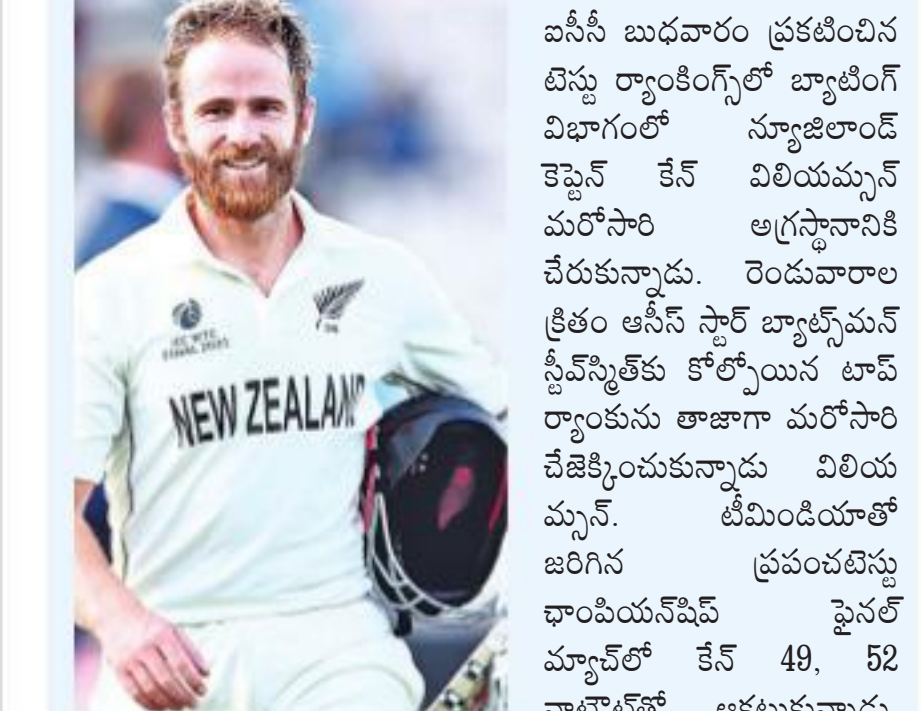 ఐసీసీ బుధవారం ప్రకటించిన
టెస్టు ర్యాంకింగ్స్‌లో బ్యాటింగ్
విభాగంలో న్యూజిలాండ్
కెప్టెన్ కేన్ విలియమ్సన్
మరోసారి అగ్రస్థానానికి
చేరుకున్నాడు. రెండువారాల
క్రితం ఆసీస్ స్టార్ బ్యాట్స్‌మన్
స్టీవ్‌స్మిత్‌కు కోల్పోయిన టాప్
ర్యాంకును తాజాగా మరోసారి
చేజెక్కించుకున్నాడు విలియ
మ్సన్. టీమిండియాతో
జరిగిన ప్రపంచటెస్టు
ఛాంపియన్‌షిప్ ఫైనల్
మ్యాచ్‌లో కేన్ 49, 52
NEW ZEALAND